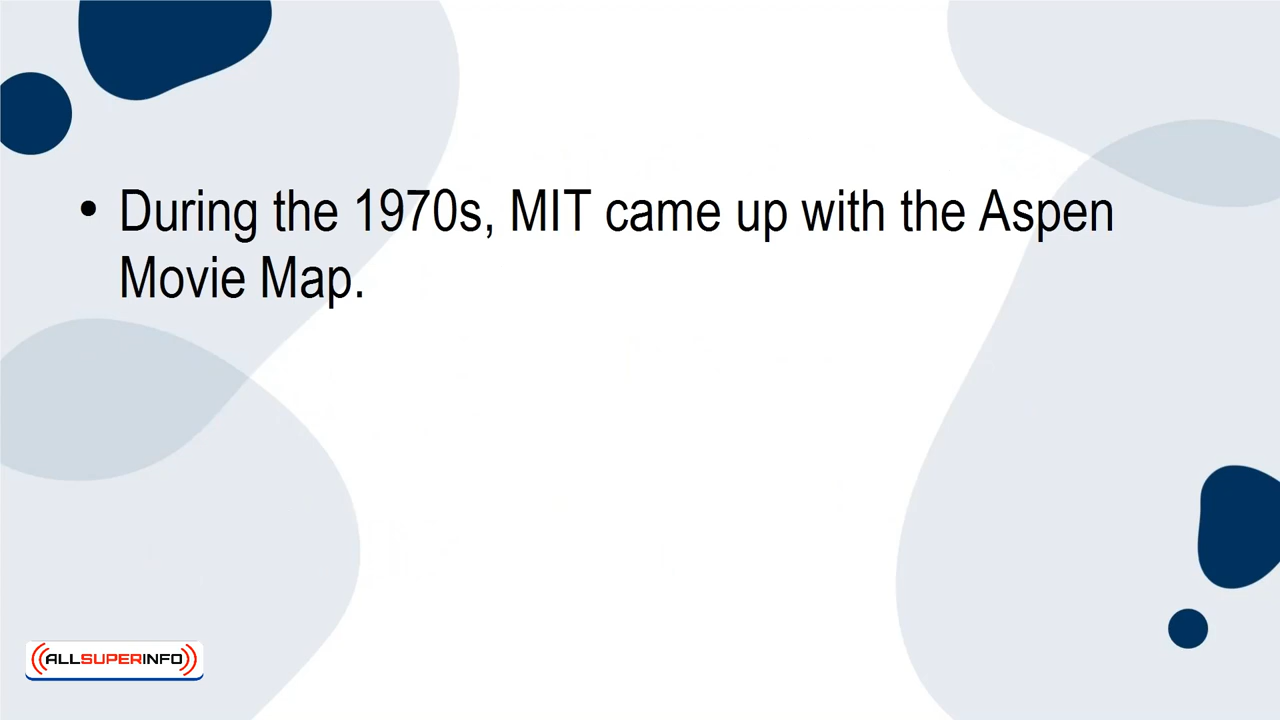 • During the 1970s, MIT came up with the Aspen
Movie Map.
ALLSUPERINFO